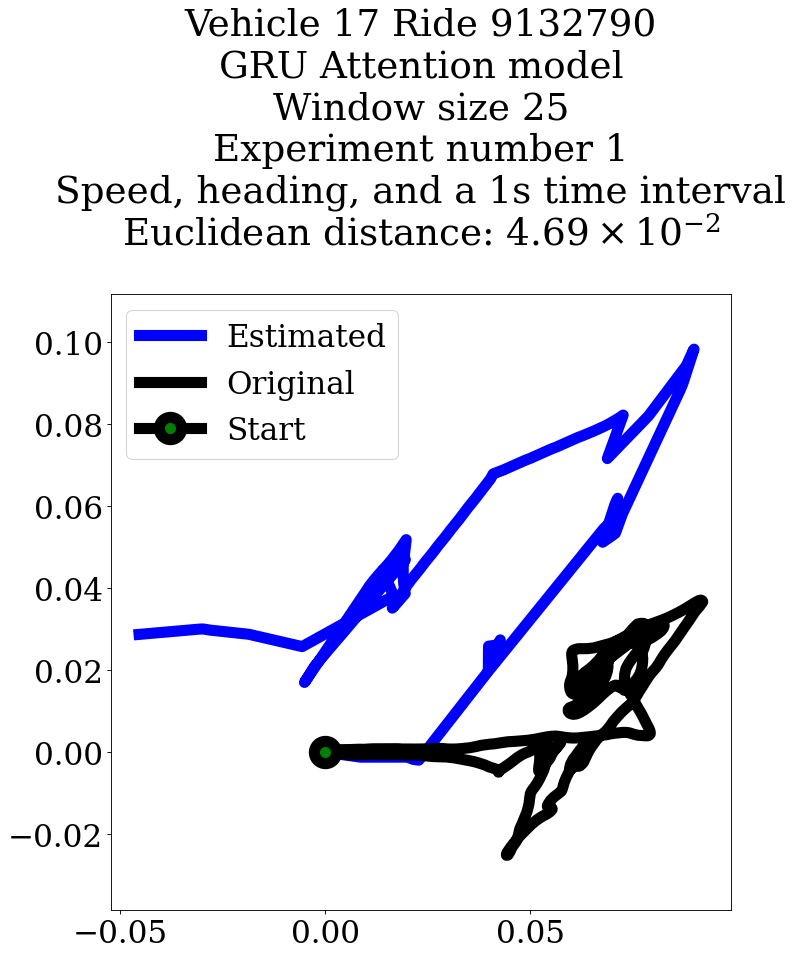 Vehicle 17 Ride 9132790
GRU Attention model
Window size 25
Experiment number 1
Speed, heading, and a 1s time interval
Euclidean distance: 4.69 × 10⁻²
Estimated
Original
Start
0.10
0.08
0.06
0.04
0.02
0.00
−0.02
−0.05 0.00 0.05